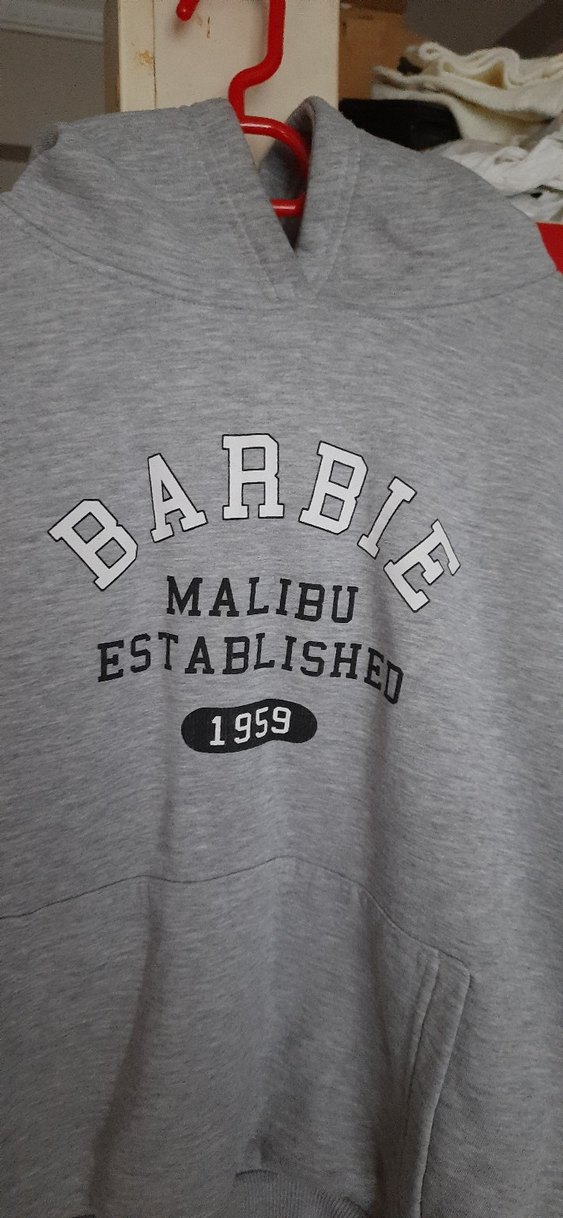 BARBIE
MALIBU
ESTABLISHED
1959